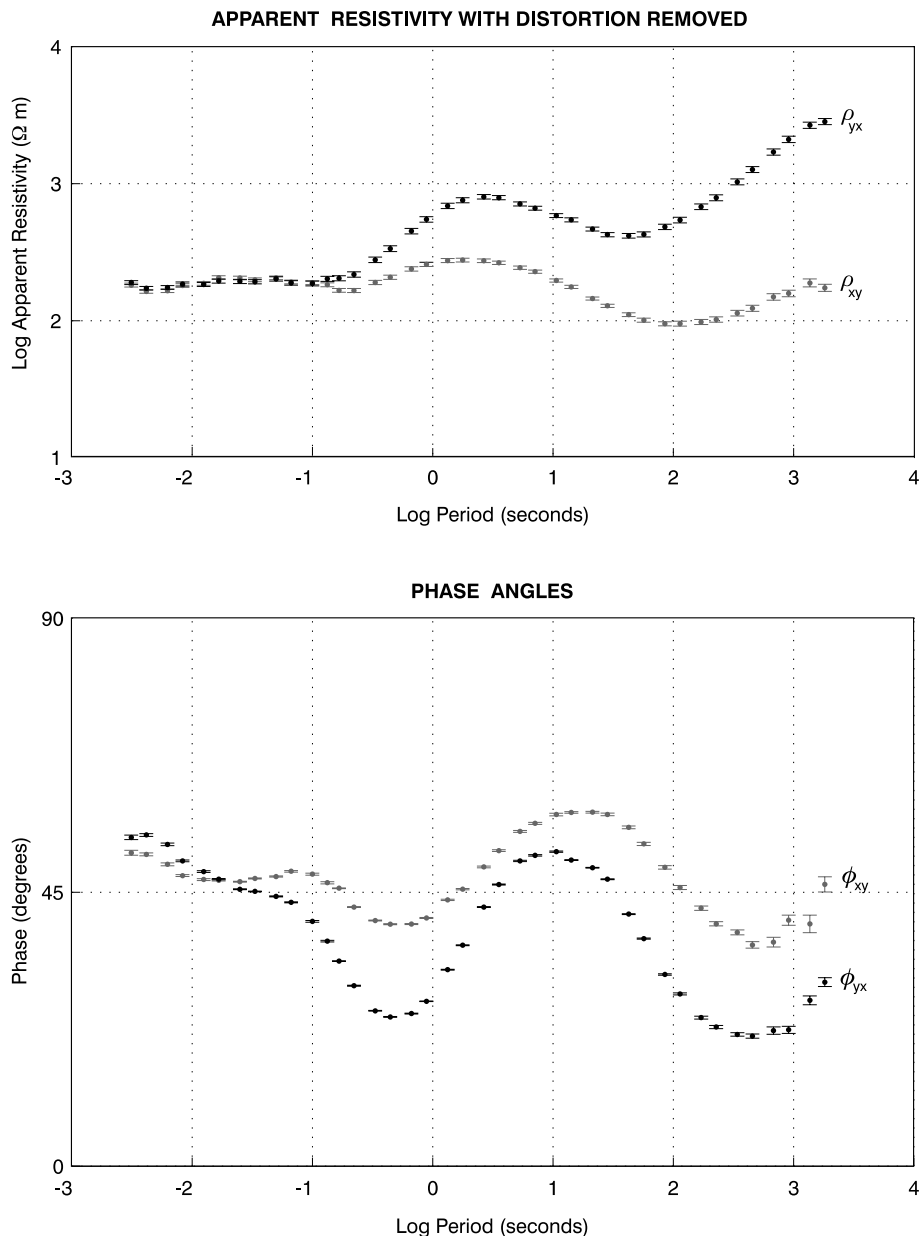 APPARENT RESISTIVITY WITH DISTORTION REMOVED
4
3
2
1
Log Apparent Resistivity (Ω m)
ρyx
ρxy
-3 -2 -1 0 1 2 3 4
Log Period (seconds)
PHASE ANGLES
90
45
0
Phase (degrees)
ϕxy
ϕyx
-3 -2 -1 0 1 2 3 4
Log Period (seconds)